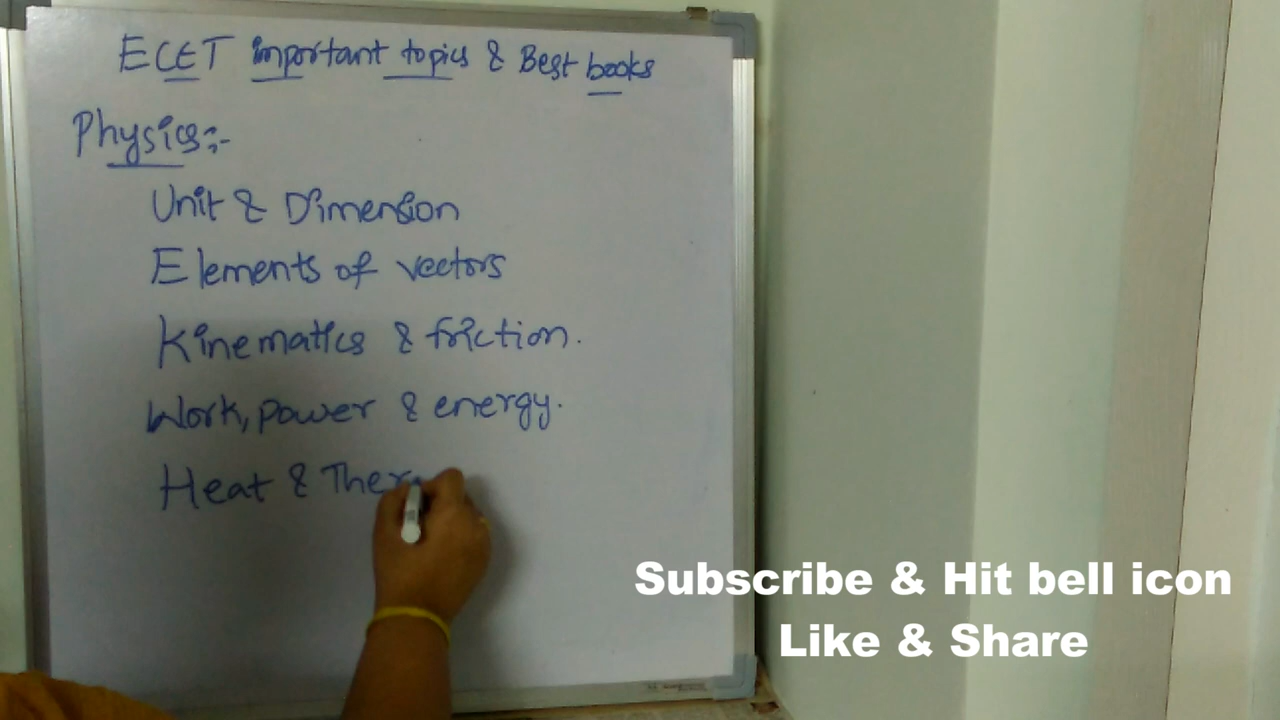 ECET important topics & Best books
Physics:-
Unit & Dimension
Elements of vectors
Kinematics & friction.
Work, power & energy.
Heat & Ther
Subscribe & Hit bell icon
Like & Share